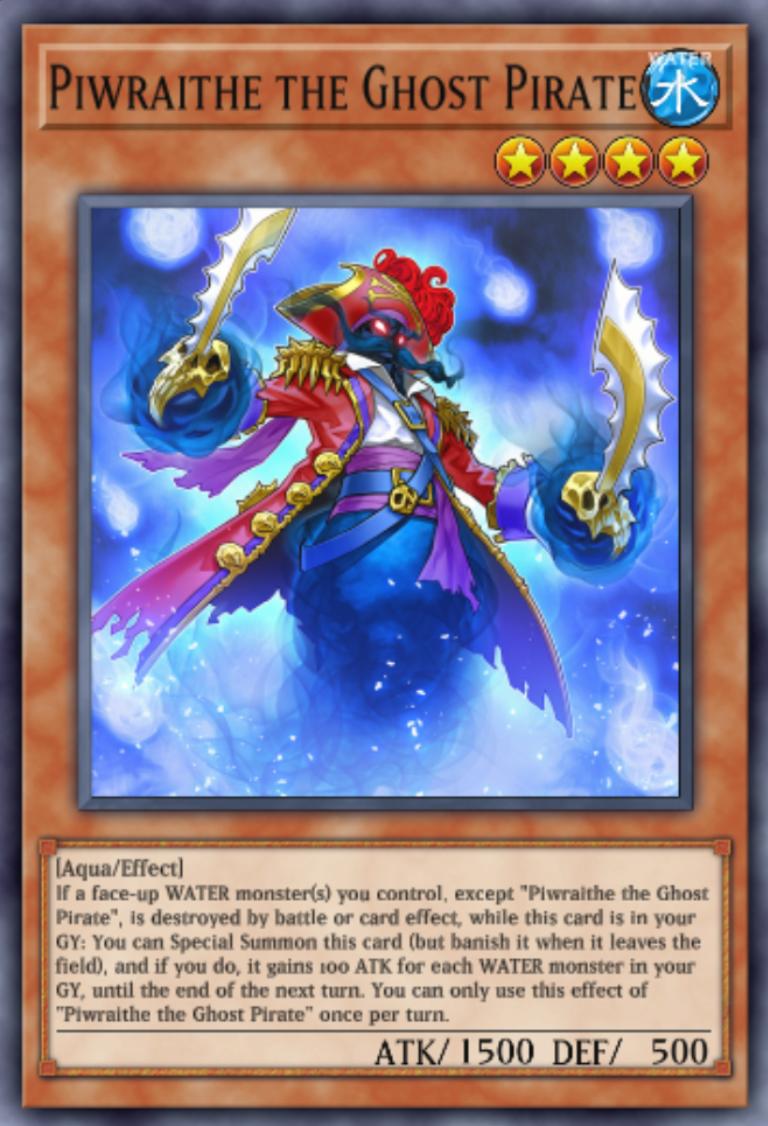 PIWRAITHE THE GHOST PIRATE
WATER
水
[Aqua/Effect]
If a face-up WATER monster(s) you control, except "Piwraithe the Ghost
Pirate", is destroyed by battle or card effect, while this card is in your
GY: You can Special Summon this card (but banish it when it leaves the
field), and if you do, it gains 100 ATK for each WATER monster in your
GY, until the end of the next turn. You can only use this effect of
"Piwraithe the Ghost Pirate" once per turn.
ATK/ 1500 DEF/ 500